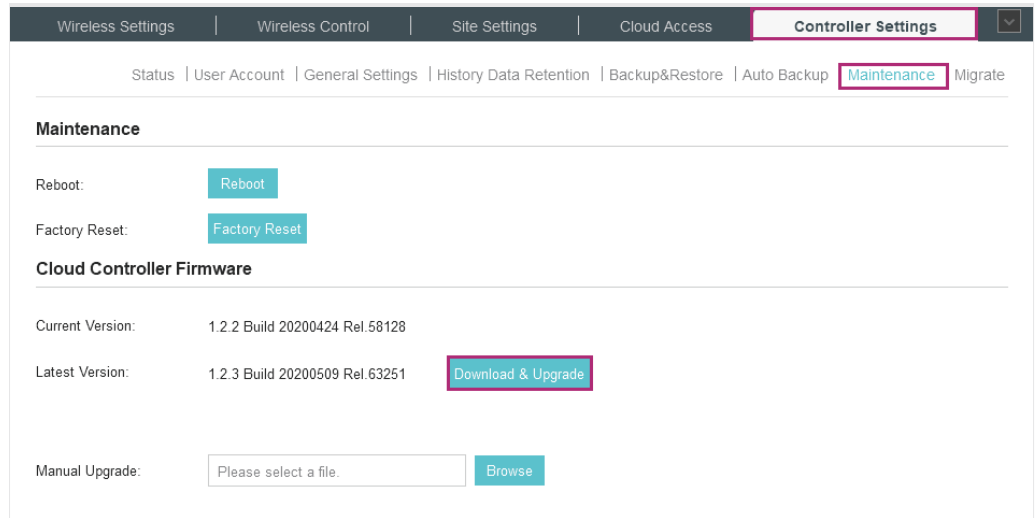 Wireless Settings | Wireless Control | Site Settings | Cloud Access Controller Settings
Status | User Account | General Settings | History Data Retention | Backup&Restore | Auto Backup Maintenance Migrate
Maintenance
Reboot: Reboot
Factory Reset: Factory Reset
Cloud Controller Firmware
Current Version: 1.2.2 Build 20200424 Rel.58128
Latest Version: 1.2.3 Build 20200509 Rel.63251 Download & Upgrade
Manual Upgrade: Please select a file. Browse